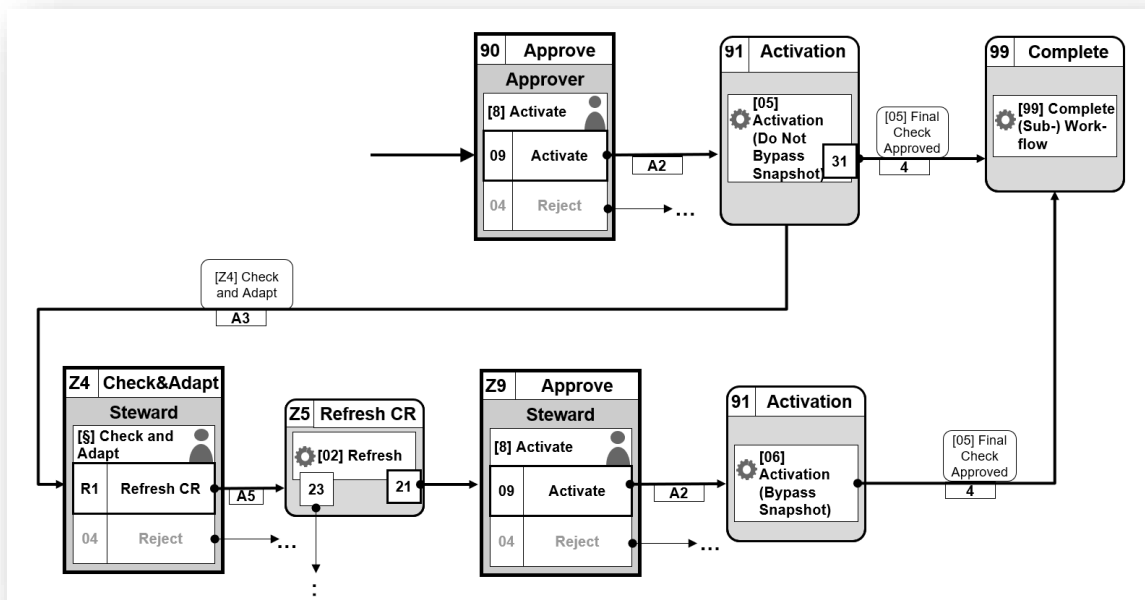 90 Approve
Approver
[8] Activate
09 Activate
04 Reject
A2
...
91 Activation
[05]
Activation
(Do Not
Bypass
Snapshot)
31
[05] Final
Check
Approved
4
99 Complete
[99] Complete
(Sub-) Work-
flow
[Z4] Check
and Adapt
A3
Z4 Check&Adapt
Steward
[§] Check and
Adapt
R1 Refresh CR
04 Reject
A5
...
Z5 Refresh CR
[02] Refresh
23
21
:
Z9 Approve
Steward
[8] Activate
09 Activate
04 Reject
A2
...
91 Activation
[06]
Activation
(Bypass
Snapshot)
[05] Final
Check
Approved
4